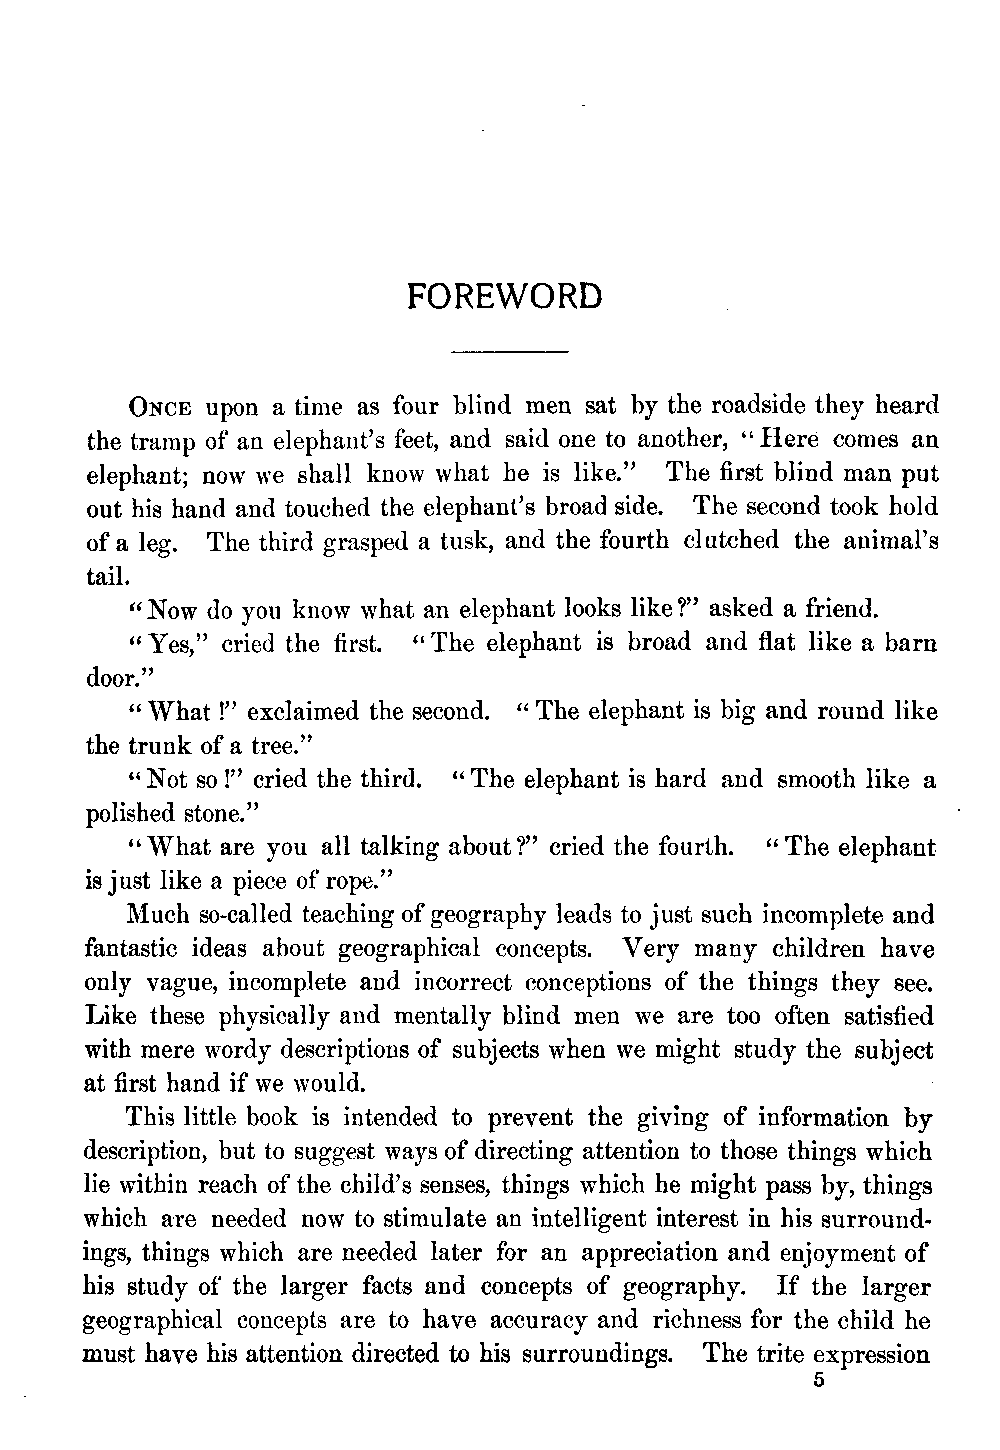 FOREWORD
ONCE upon a time as four blind men sat by the roadside they heard
the tramp of an elephant's feet, and said one to another, "Here comes an
elephant; now we shall know what he is like." The first blind man put
out his hand and touched the elephant's broad side. The second took hold
of a leg. The third grasped a tusk, and the fourth clutched the animal's
tail.
"Now do you know what an elephant looks like?" asked a friend.
"Yes," cried the first. "The elephant is broad and flat like a barn
door."
"What!" exclaimed the second. "The elephant is big and round like
the trunk of a tree."
"Not so!" cried the third. "The elephant is hard and smooth like a
polished stone."
"What are you all talking about?" cried the fourth. "The elephant
is just like a piece of rope."
Much so-called teaching of geography leads to just such incomplete and
fantastic ideas about geographical concepts. Very many children have
only vague, incomplete and incorrect conceptions of the things they see.
Like these physically and mentally blind men we are too often satisfied
with mere wordy descriptions of subjects when we might study the subject
at first hand if we would.
This little book is intended to prevent the giving of information by
description, but to suggest ways of directing attention to those things which
lie within reach of the child's senses, things which he might pass by, things
which are needed now to stimulate an intelligent interest in his surround-
ings, things which are needed later for an appreciation and enjoyment of
his study of the larger facts and concepts of geography. If the larger
geographical concepts are to have accuracy and richness for the child he
must have his attention directed to his surroundings. The trite expression
5